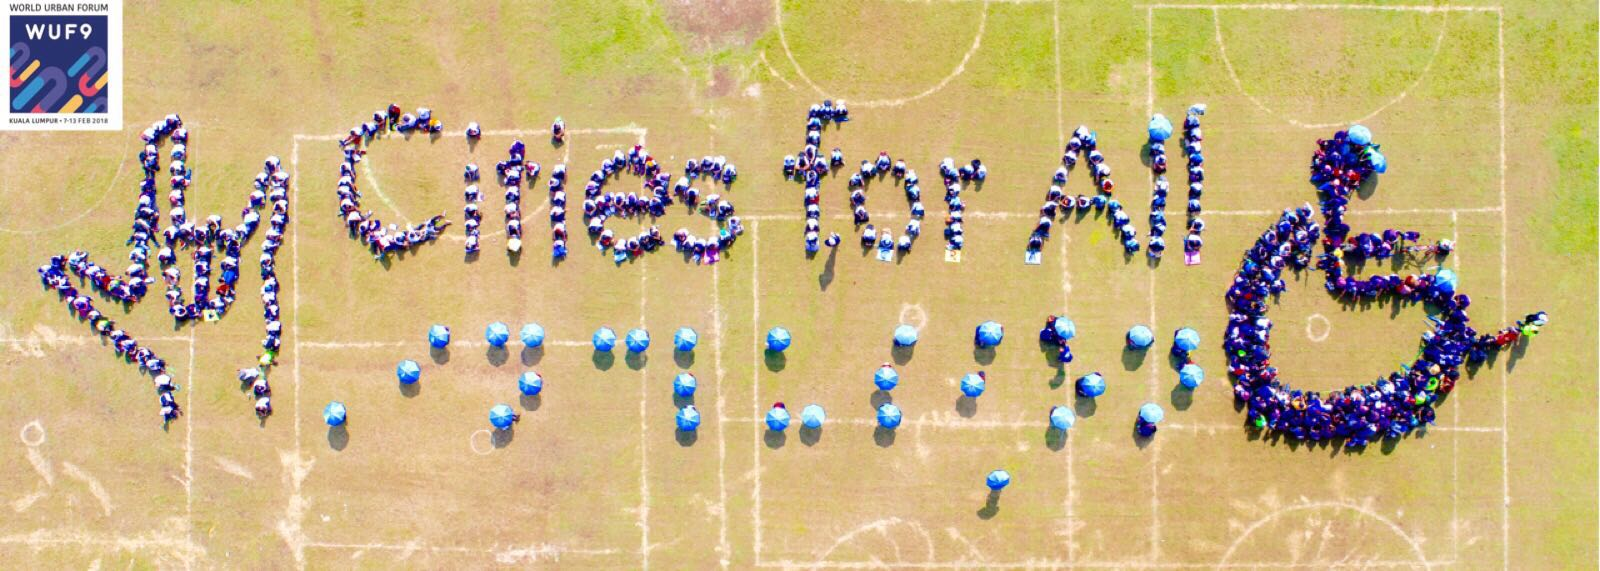 WORLD URBAN FORUM
WUF9
KUALA LUMPUR • 7-13 FEB 2018
Cities for All